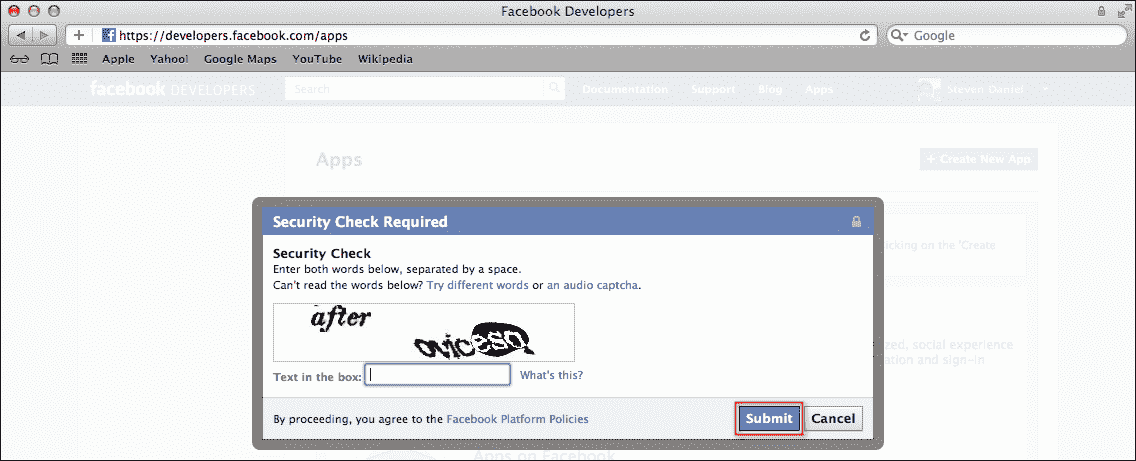 Facebook Developers
https://developers.facebook.com/apps
Google
Apple Yahoo! Google Maps YouTube Wikipedia
facebook DEVELOPERS Search Documentation Support Blog Apps Steven Daniel
Apps
+ Create New App
Security Check Required
icking on the 'Create
Security Check
Enter both words below, separated by a space.
Can't read the words below? Try different words or an audio captcha.
after
zed, social experience
ation and sign-in
Text in the box: What's this?
By proceeding, you agree to the Facebook Platform Policies
Submit Cancel
Apps on Facebook